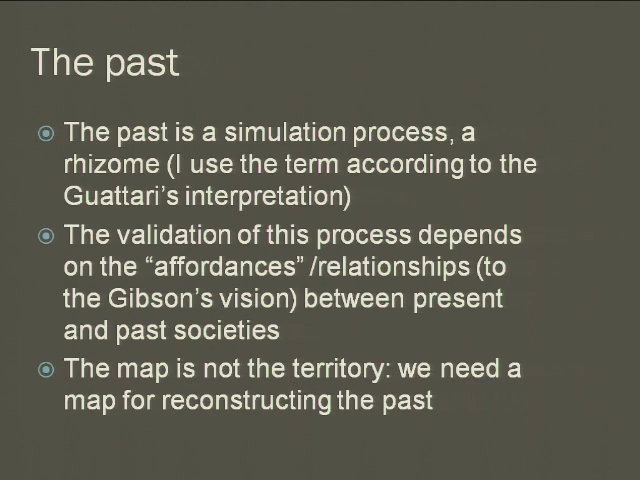 The past
The past is a simulation process, a
rhizome (I use the term according to the
Guattari's interpretation)
The validation of this process depends
on the “affordances” /relationships (to
the Gibson's vision) between present
and past societies
The map is not the territory: we need a
map for reconstructing the past